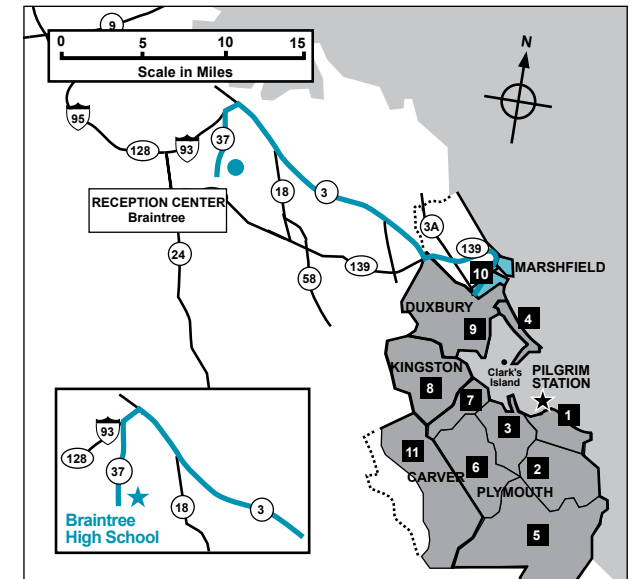 9
0 5 10 15
Scale in Miles
N
95
128
93
37
18
3
RECEPTION CENTER
Braintree
3A
139
24
58
139
10
MARSHFIELD
DUXBURY
9
4
KINGSTON
8
Clark's
Island
PILGRIM
STATION
7
1
3
11
CARVER
6
2
PLYMOUTH
5
93
128
37
18
3
Braintree
High School